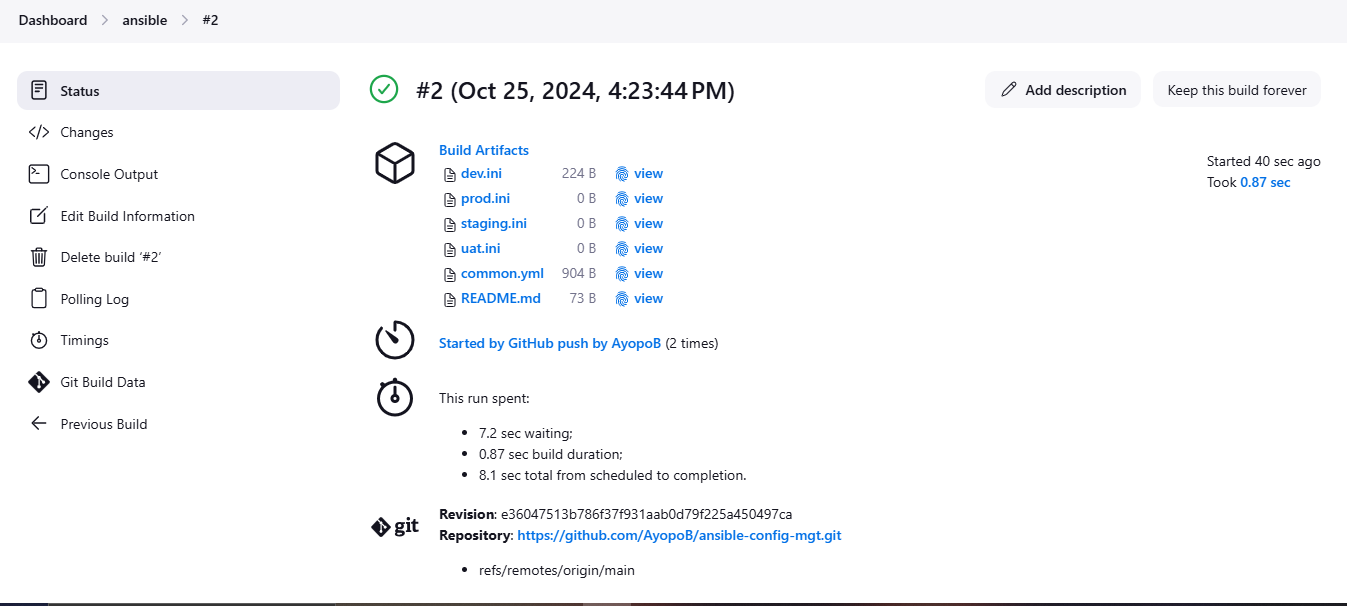 Dashboard > ansible > #2
Status
Changes
Console Output
Edit Build Information
Delete build ‘#2’
Polling Log
Timings
Git Build Data
Previous Build
#2 (Oct 25, 2024, 4:23:44 PM)
Add description
Keep this build forever
Started 40 sec ago
Took 0.87 sec
Build Artifacts
dev.ini 224 B view
prod.ini 0 B view
staging.ini 0 B view
uat.ini 0 B view
common.yml 904 B view
README.md 73 B view
Started by GitHub push by AyopoB (2 times)
This run spent:
• 7.2 sec waiting;
• 0.87 sec build duration;
• 8.1 sec total from scheduled to completion.
git
Revision: e36047513b786f37f931aab0d79f225a450497ca
Repository: https://github.com/AyopoB/ansible-config-mgt.git
• refs/remotes/origin/main